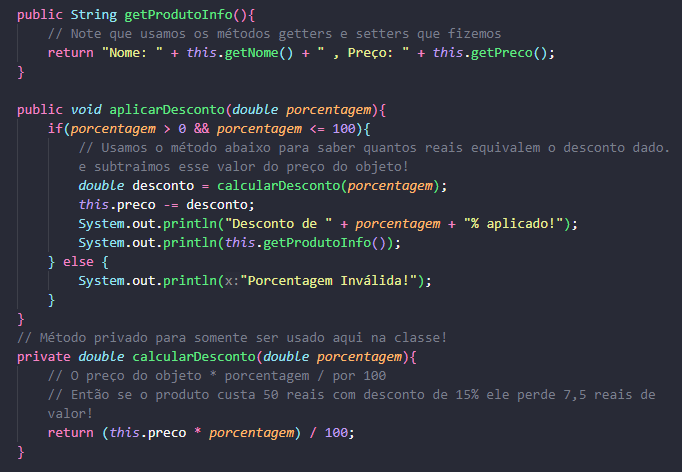 public String getProdutoInfo(){
// Note que usamos os métodos getters e setters que fizemos
return "Nome: " + this.getNome() + " , Preço: " + this.getPreco();
}
public void aplicarDesconto(double porcentagem){
if(porcentagem > 0 && porcentagem <= 100){
// Usamos o método abaixo para saber quantos reais equivalem o desconto dado.
e subtraimos esse valor do preço do objeto!
double desconto = calcularDesconto(porcentagem);
this.preco -= desconto;
System.out.println("Desconto de " + porcentagem + "% aplicado!");
System.out.println(this.getProdutoInfo());
} else {
System.out.println(x:"Porcentagem Inválida!");
}
}
// Método privado para somente ser usado aqui na classe!
private double calcularDesconto(double porcentagem){
// O preço do objeto * porcentagem / por 100
// Então se o produto custa 50 reais com desconto de 15% ele perde 7,5 reais de
valor!
return (this.preco * porcentagem) / 100;
}